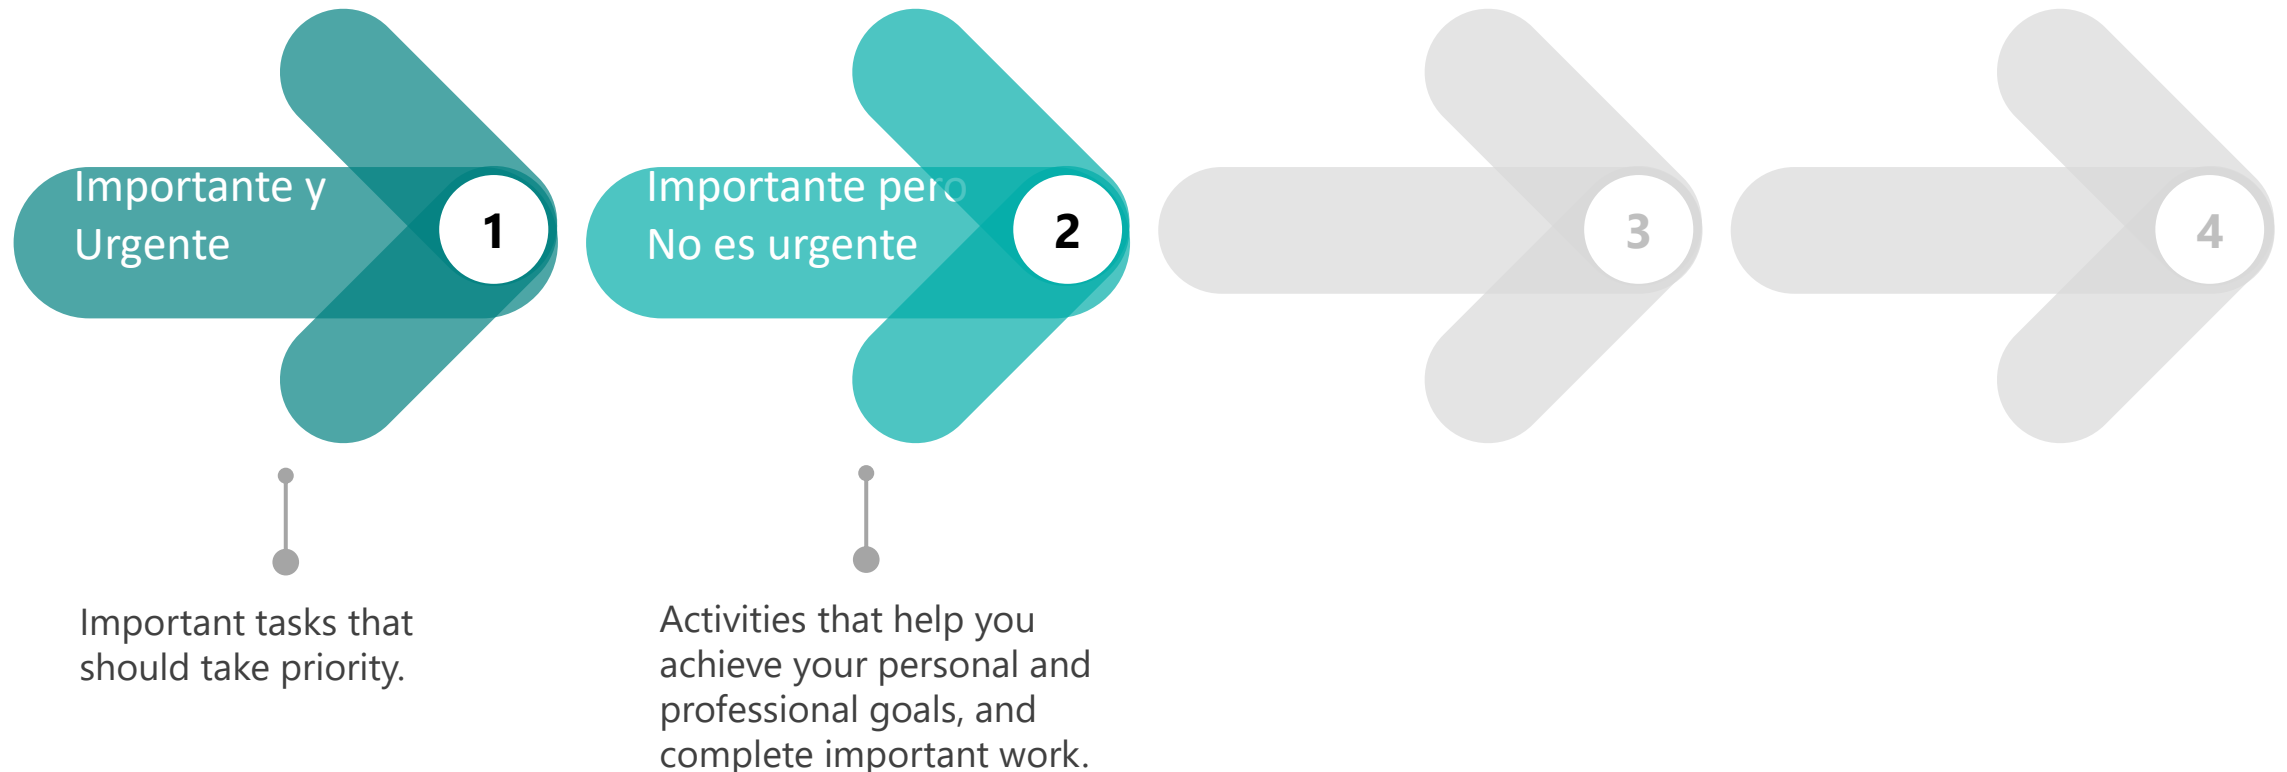 Importante y
Urgente
1
Importante pero
No es urgente
2
3
4
Important tasks that
should take priority.
Activities that help you
achieve your personal and
professional goals, and
complete important work.